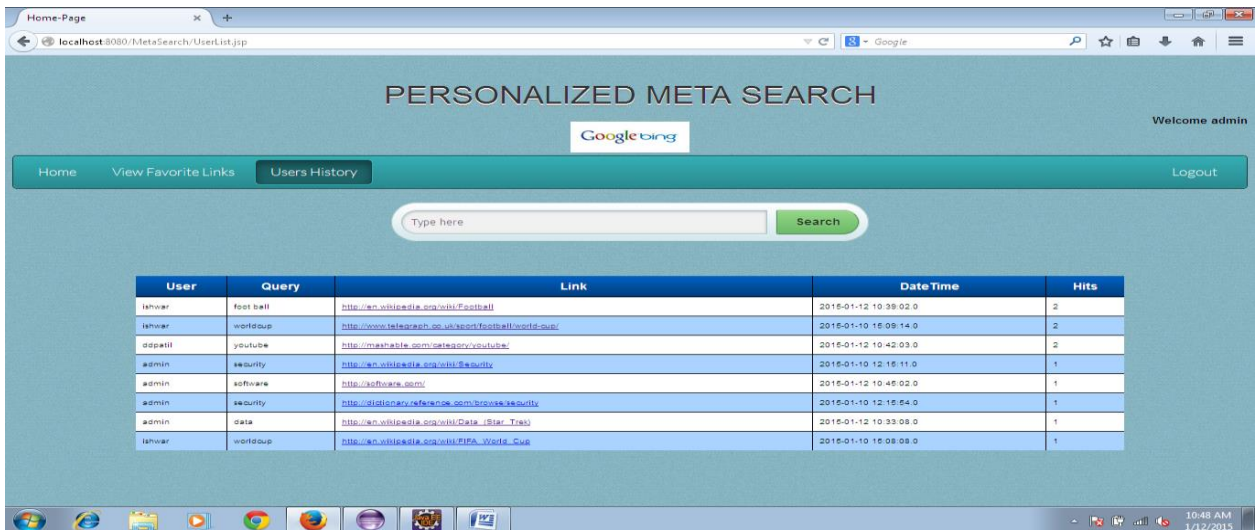 Home-Page
localhost:8080/MetaSearch/UserList.jsp
Google
PERSONALIZED META SEARCH
Welcome admin
Google bing
Home View Favorite Links Users History Logout
Type here Search
User Query Link DateTime Hits
ishwar foot ball http://en.wikipedia.org/wiki/Football 2015-01-12 10:39:02.0 2
ishwar worldcup http://www.telegraph.co.uk/sport/football/world-cup/ 2015-01-10 15:09:14.0 2
ddpatil youtube http://mashable.com/category/youtube/ 2015-01-12 10:42:03.0 2
admin security http://en.wikipedia.org/wiki/Security 2015-01-10 12:15:11.0 1
admin software http://software.com/ 2015-01-12 10:45:02.0 1
admin security http://dictionary.reference.com/browse/security 2015-01-10 12:15:54.0 1
admin data http://en.wikipedia.org/wiki/Data_(Star_Trek) 2015-01-12 10:33:08.0 1
ishwar worldcup http://en.wikipedia.org/wiki/FIFA_World_Cup 2015-01-10 15:08:08.0 1
10:48 AM
1/12/2015